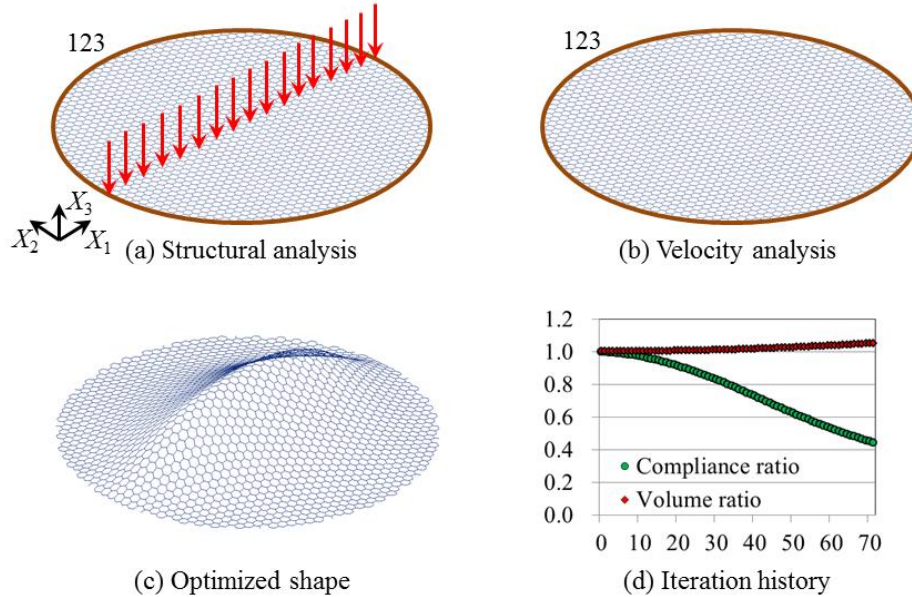 123
123
X3
X2
X1
(a) Structural analysis
(b) Velocity analysis
1.2
1.0
0.8
0.6
0.4
0.2
0.0
Compliance ratio
Volume ratio
0 10 20 30 40 50 60 70
(c) Optimized shape
(d) Iteration history